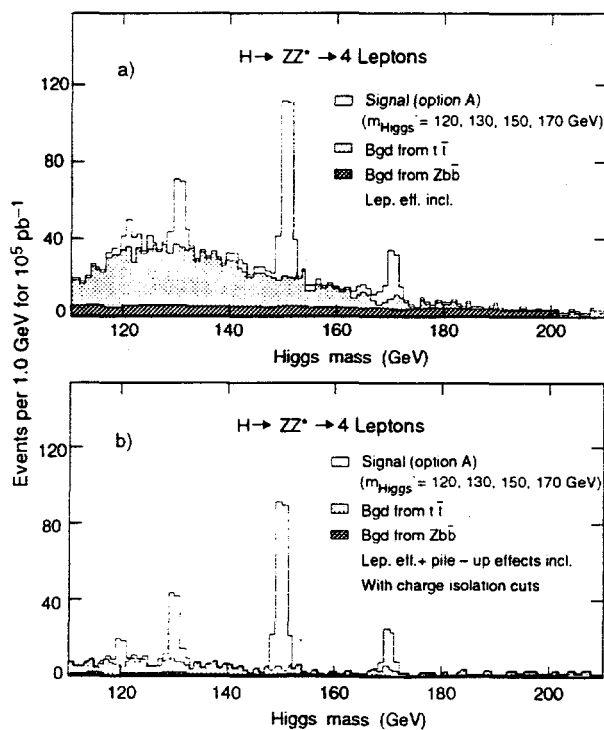 Events per 1.0 GeV for 10⁵ pb⁻¹
a)
H → ZZ* → 4 Leptons
Signal (option A)
(m_Higgs = 120, 130, 150, 170 GeV)
Bgd from t t̄
Bgd from Zbb̄
Lep. eff. incl.
120
80
40
0
120
140
160
180
200
Higgs mass (GeV)
b)
H → ZZ* → 4 Leptons
Signal (option A)
(m_Higgs = 120, 130, 150, 170 GeV)
Bgd from t t̄
Bgd from Zbb̄
Lep. eff.+ pile – up effects incl.
With charge isolation cuts
120
80
40
0
120
140
160
180
200
Higgs mass (GeV)